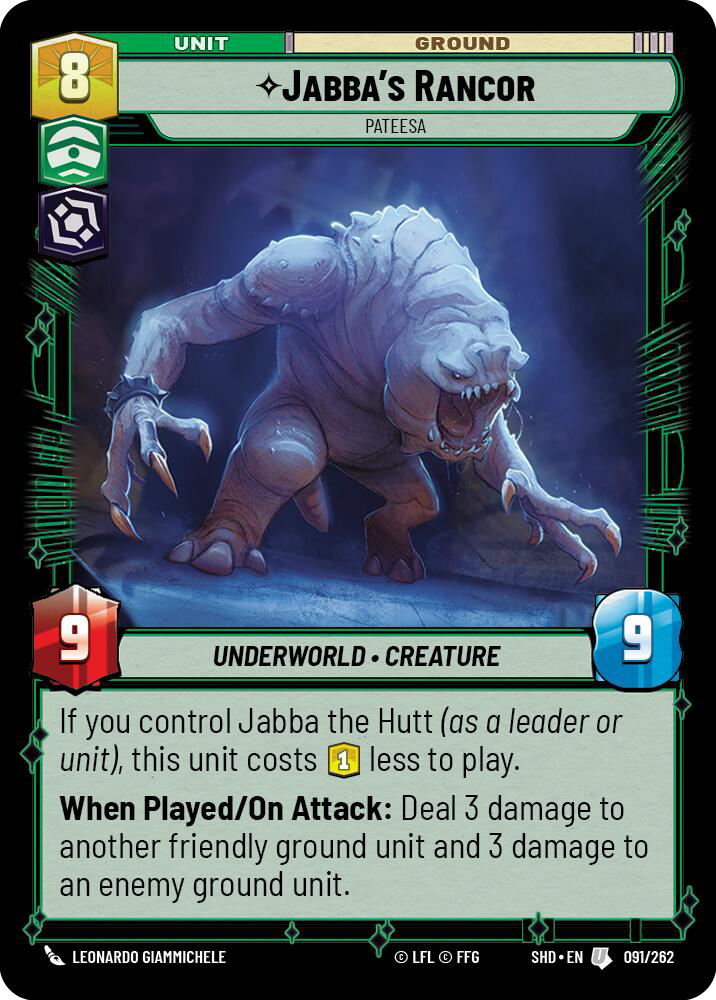 UNIT
GROUND
8
JABBA'S RANCOR
PATEESA
9
UNDERWORLD • CREATURE
9
If you control Jabba the Hutt (as a leader or
unit), this unit costs 1 less to play.
When Played/On Attack: Deal 3 damage to
another friendly ground unit and 3 damage to
an enemy ground unit.
LEONARDO GIAMMICHELE
© LFL © FFG
SHD • EN
U
091/262